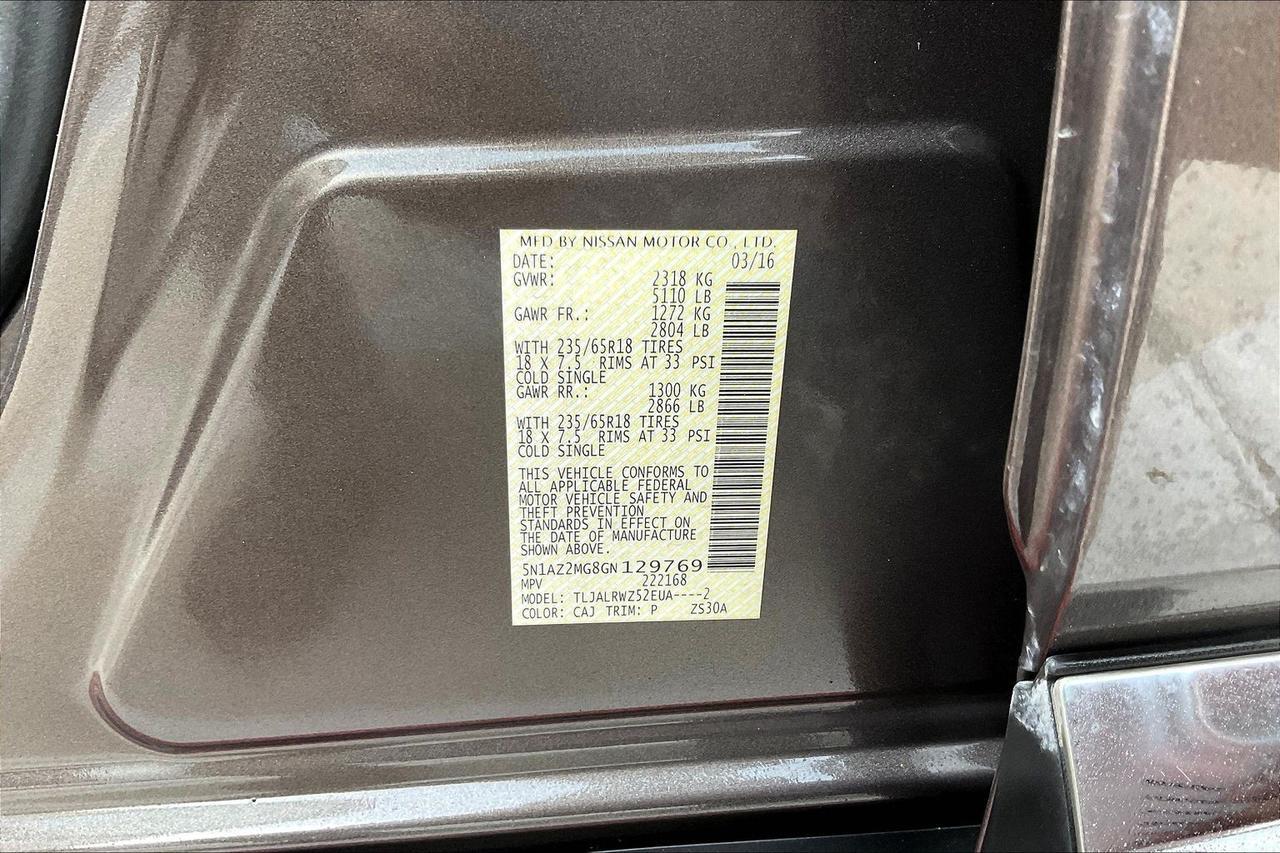 MFD BY NISSAN MOTOR CO., LTD.
DATE: 03/16
GVWR: 2318 KG
5110 LB
GAWR FR.: 1272 KG
2804 LB
WITH 235/65R18 TIRES
18 X 7.5 RIMS AT 33 PSI
COLD SINGLE
GAWR RR.: 1300 KG
2866 LB
WITH 235/65R18 TIRES
18 X 7.5 RIMS AT 33 PSI
COLD SINGLE
THIS VEHICLE CONFORMS TO
ALL APPLICABLE FEDERAL
MOTOR VEHICLE SAFETY AND
THEFT PREVENTION
STANDARDS IN EFFECT ON
THE DATE OF MANUFACTURE
SHOWN ABOVE.
5N1AZ2MG8GN129769
MPV 222168
MODEL: TLJALRWZ52EUA----2
COLOR: CAJ TRIM: P ZS30A